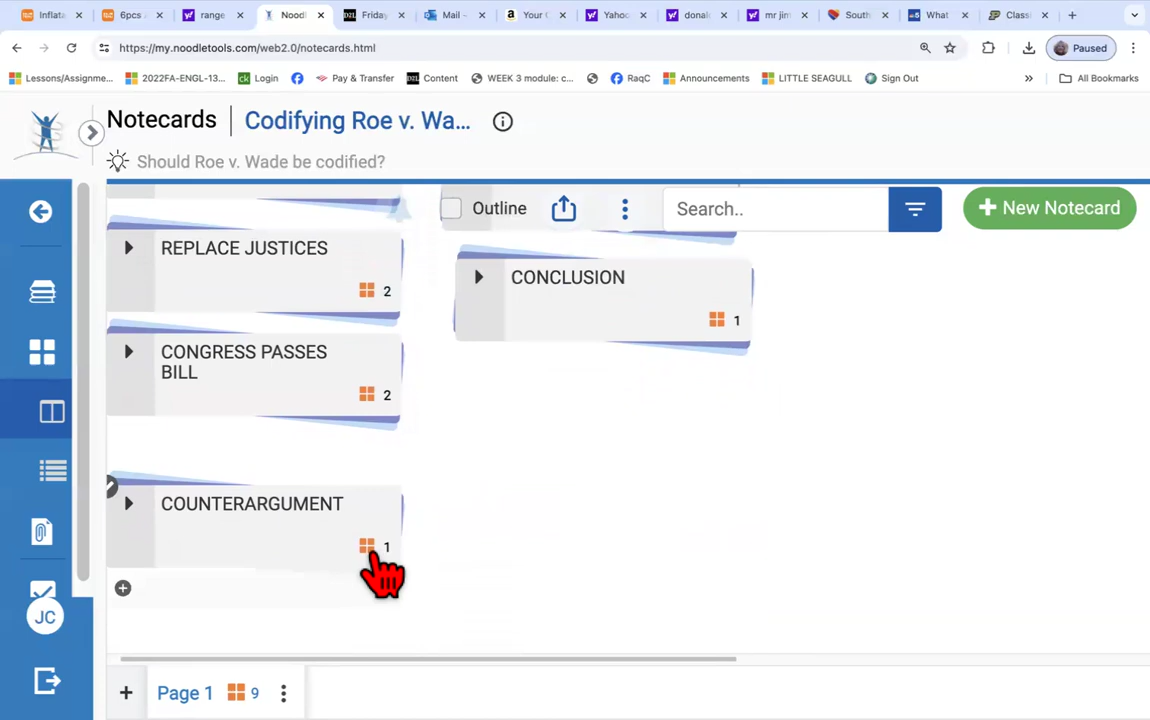 Inflati
6pcs
range
Noodl
Friday
Mail -
Your O
Yahoo
donal
mr jim
South
What
Classi
https://my.noodletools.com/web2.0/notecards.html
Paused
Lessons/Assignme...
2022FA-ENGL-13...
Login
Pay & Transfer
Content
WEEK 3 module: c...
RaqC
Announcements
LITTLE SEAGULL
Sign Out
»
All Bookmarks
Notecards
Codifying Roe v. Wa...
Should Roe v. Wade be codified?
Outline
Search..
+ New Notecard
REPLACE JUSTICES
2
CONCLUSION
1
CONGRESS PASSES
BILL
2
COUNTERARGUMENT
1
JC
+ Page 1 9